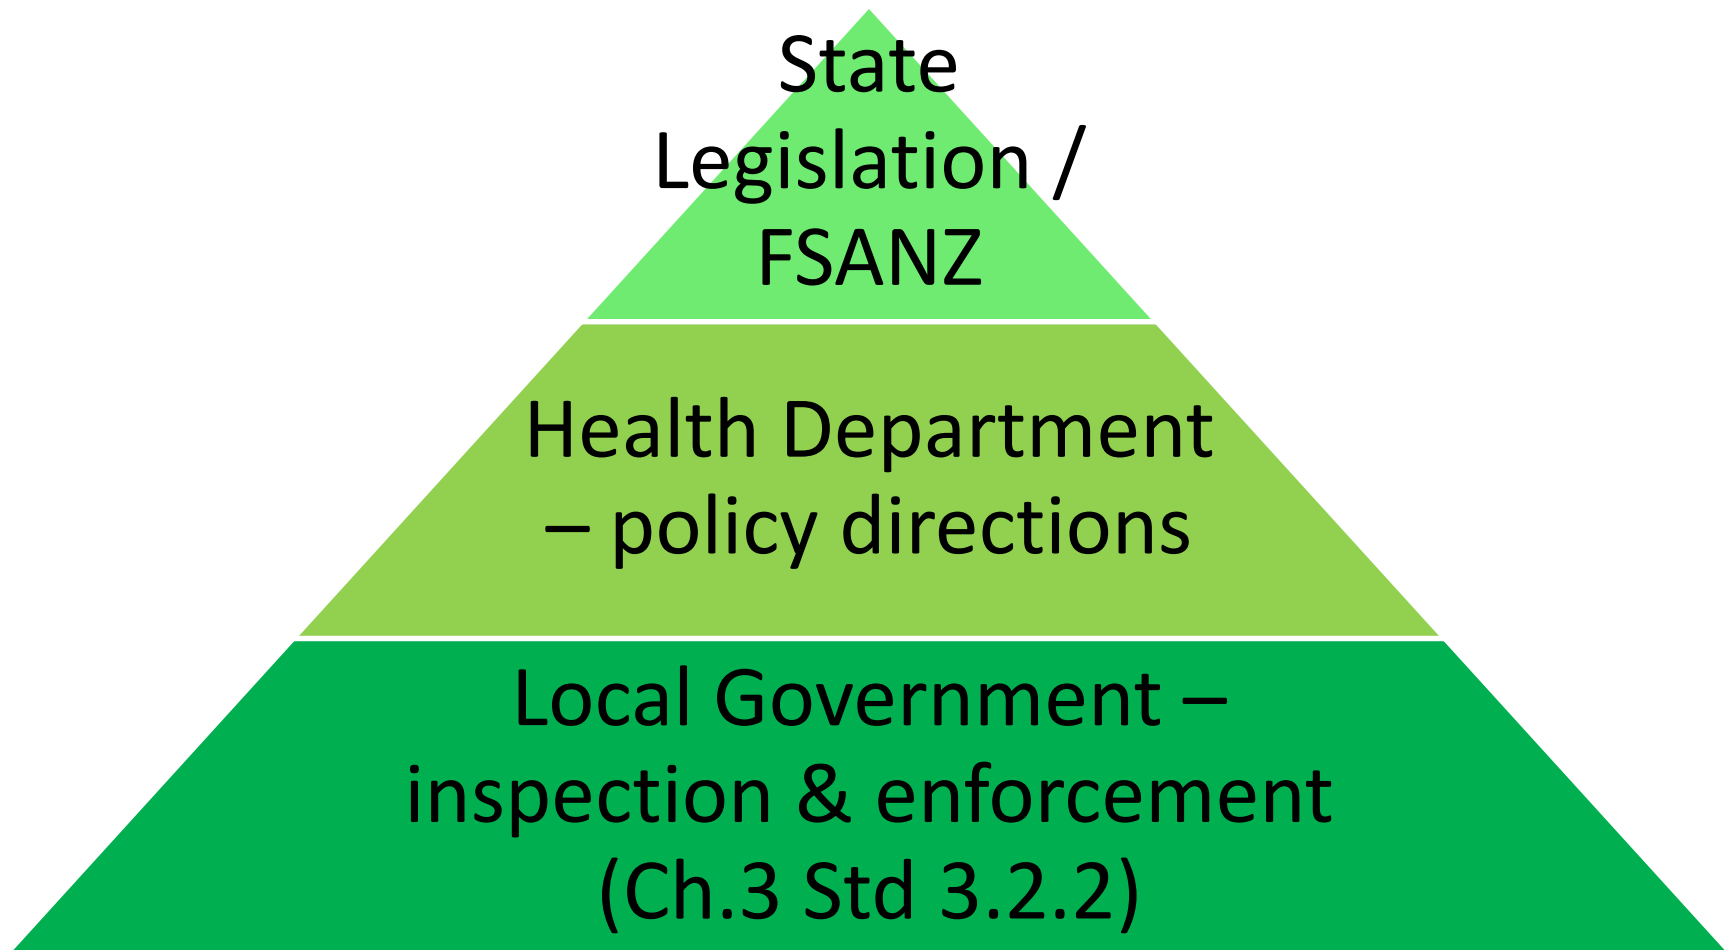 State
Legislation /
FSANZ
Health Department
– policy directions
Local Government –
inspection & enforcement
(Ch.3 Std 3.2.2)